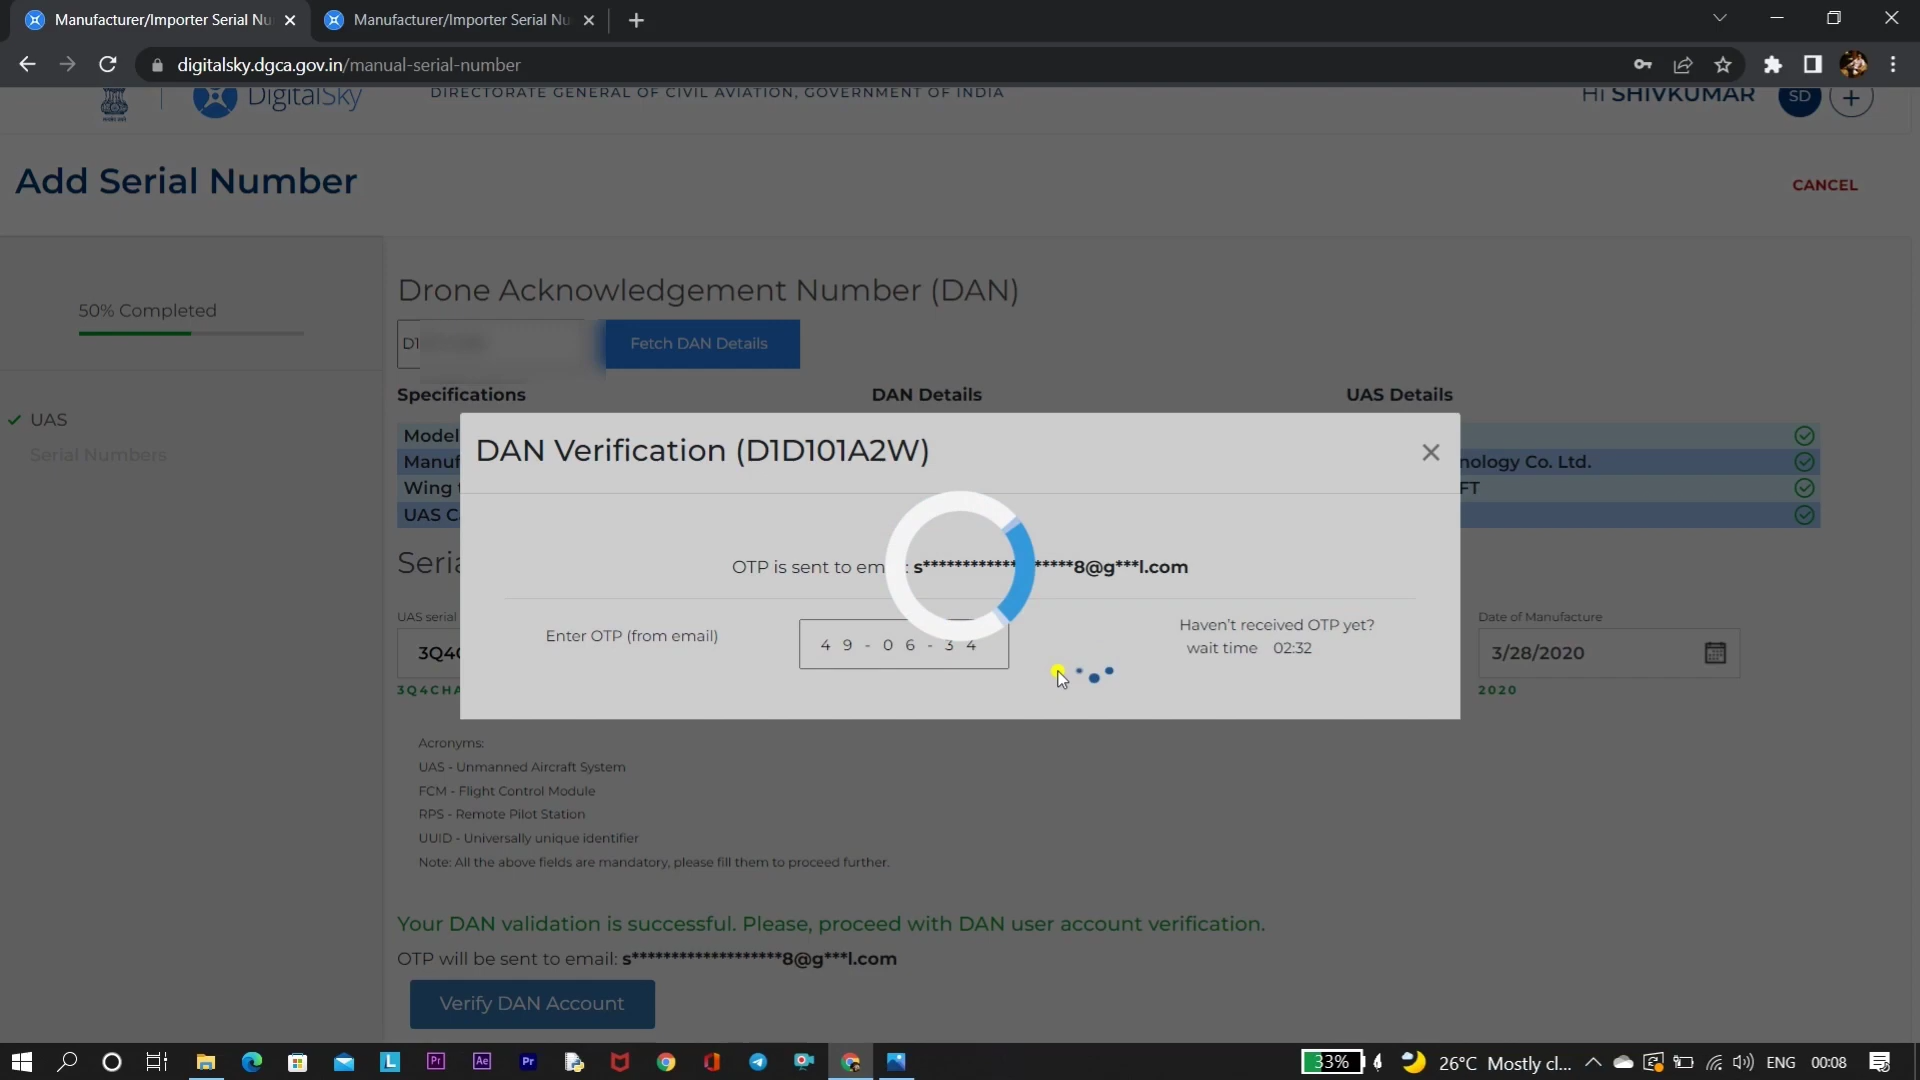 Manufacturer/Importer Serial Nu
Manufacturer/Importer Serial Nu
digitalsky.dgca.gov.in/manual-serial-number
DigitalSky
DIRECTORATE GENERAL OF CIVIL AVIATION, GOVERNMENT OF INDIA
Hi SHIVKUMAR
SD
Add Serial Number
CANCEL
50% Completed
UAS
Serial Numbers
Drone Acknowledgement Number (DAN)
D1
Fetch DAN Details
Specifications
DAN Details
UAS Details
Model
Manuf
nology Co. Ltd.
Wing
FT
UAS C
DAN Verification (D1D101A2W)
OTP is sent to em : s*******************8@g***l.com
Enter OTP (from email)
4 9 - 0 6 - 3 4
Haven't received OTP yet?
wait time 02:32
Seria
UAS serial
3Q4
3Q4CHA
Date of Manufacture
3/28/2020
2020
Acronyms:
UAS - Unmanned Aircraft System
FCM - Flight Control Module
RPS - Remote Pilot Station
UUID - Universally unique identifier
Note: All the above fields are mandatory, please fill them to proceed further.
Your DAN validation is successful. Please, proceed with DAN user account verification.
OTP will be sent to email: s*******************8@g***l.com
Verify DAN Account
33%
26°C Mostly cl...
ENG
00:08